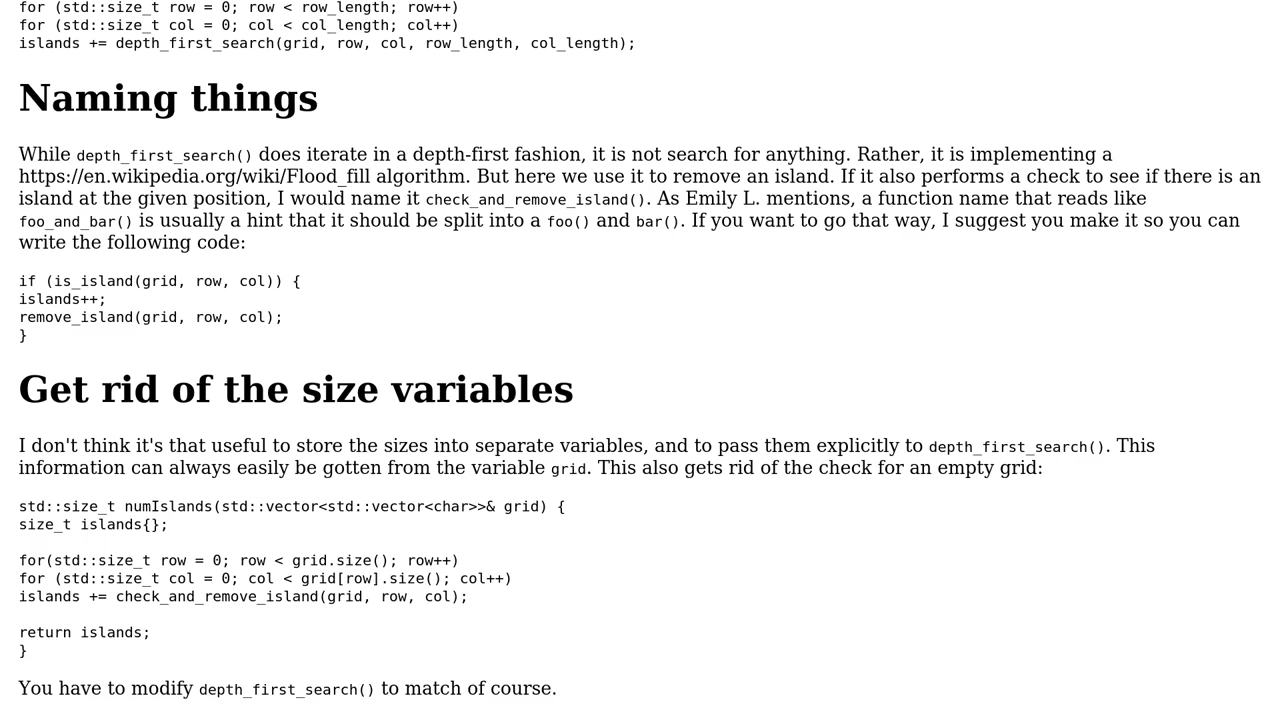 for (std::size_t row = 0; row < row_length; row++)
for (std::size_t col = 0; col < col_length; col++)
islands += depth_first_search(grid, row, col, row_length, col_length);
Naming things
While depth_first_search() does iterate in a depth-first fashion, it is not search for anything. Rather, it is implementing a
https://en.wikipedia.org/wiki/Flood_fill algorithm. But here we use it to remove an island. If it also performs a check to see if there is an
island at the given position, I would name it check_and_remove_island(). As Emily L. mentions, a function name that reads like
foo_and_bar() is usually a hint that it should be split into a foo() and bar(). If you want to go that way, I suggest you make it so you can
write the following code:
if (is_island(grid, row, col)) {
islands++;
remove_island(grid, row, col);
}
Get rid of the size variables
I don't think it's that useful to store the sizes into separate variables, and to pass them explicitly to depth_first_search(). This
information can always easily be gotten from the variable grid. This also gets rid of the check for an empty grid:
std::size_t numIslands(std::vector<std::vector<char>>& grid) {
size_t islands{};
for(std::size_t row = 0; row < grid.size(); row++)
for (std::size_t col = 0; col < grid[row].size(); col++)
islands += check_and_remove_island(grid, row, col);
return islands;
}
You have to modify depth_first_search() to match of course.